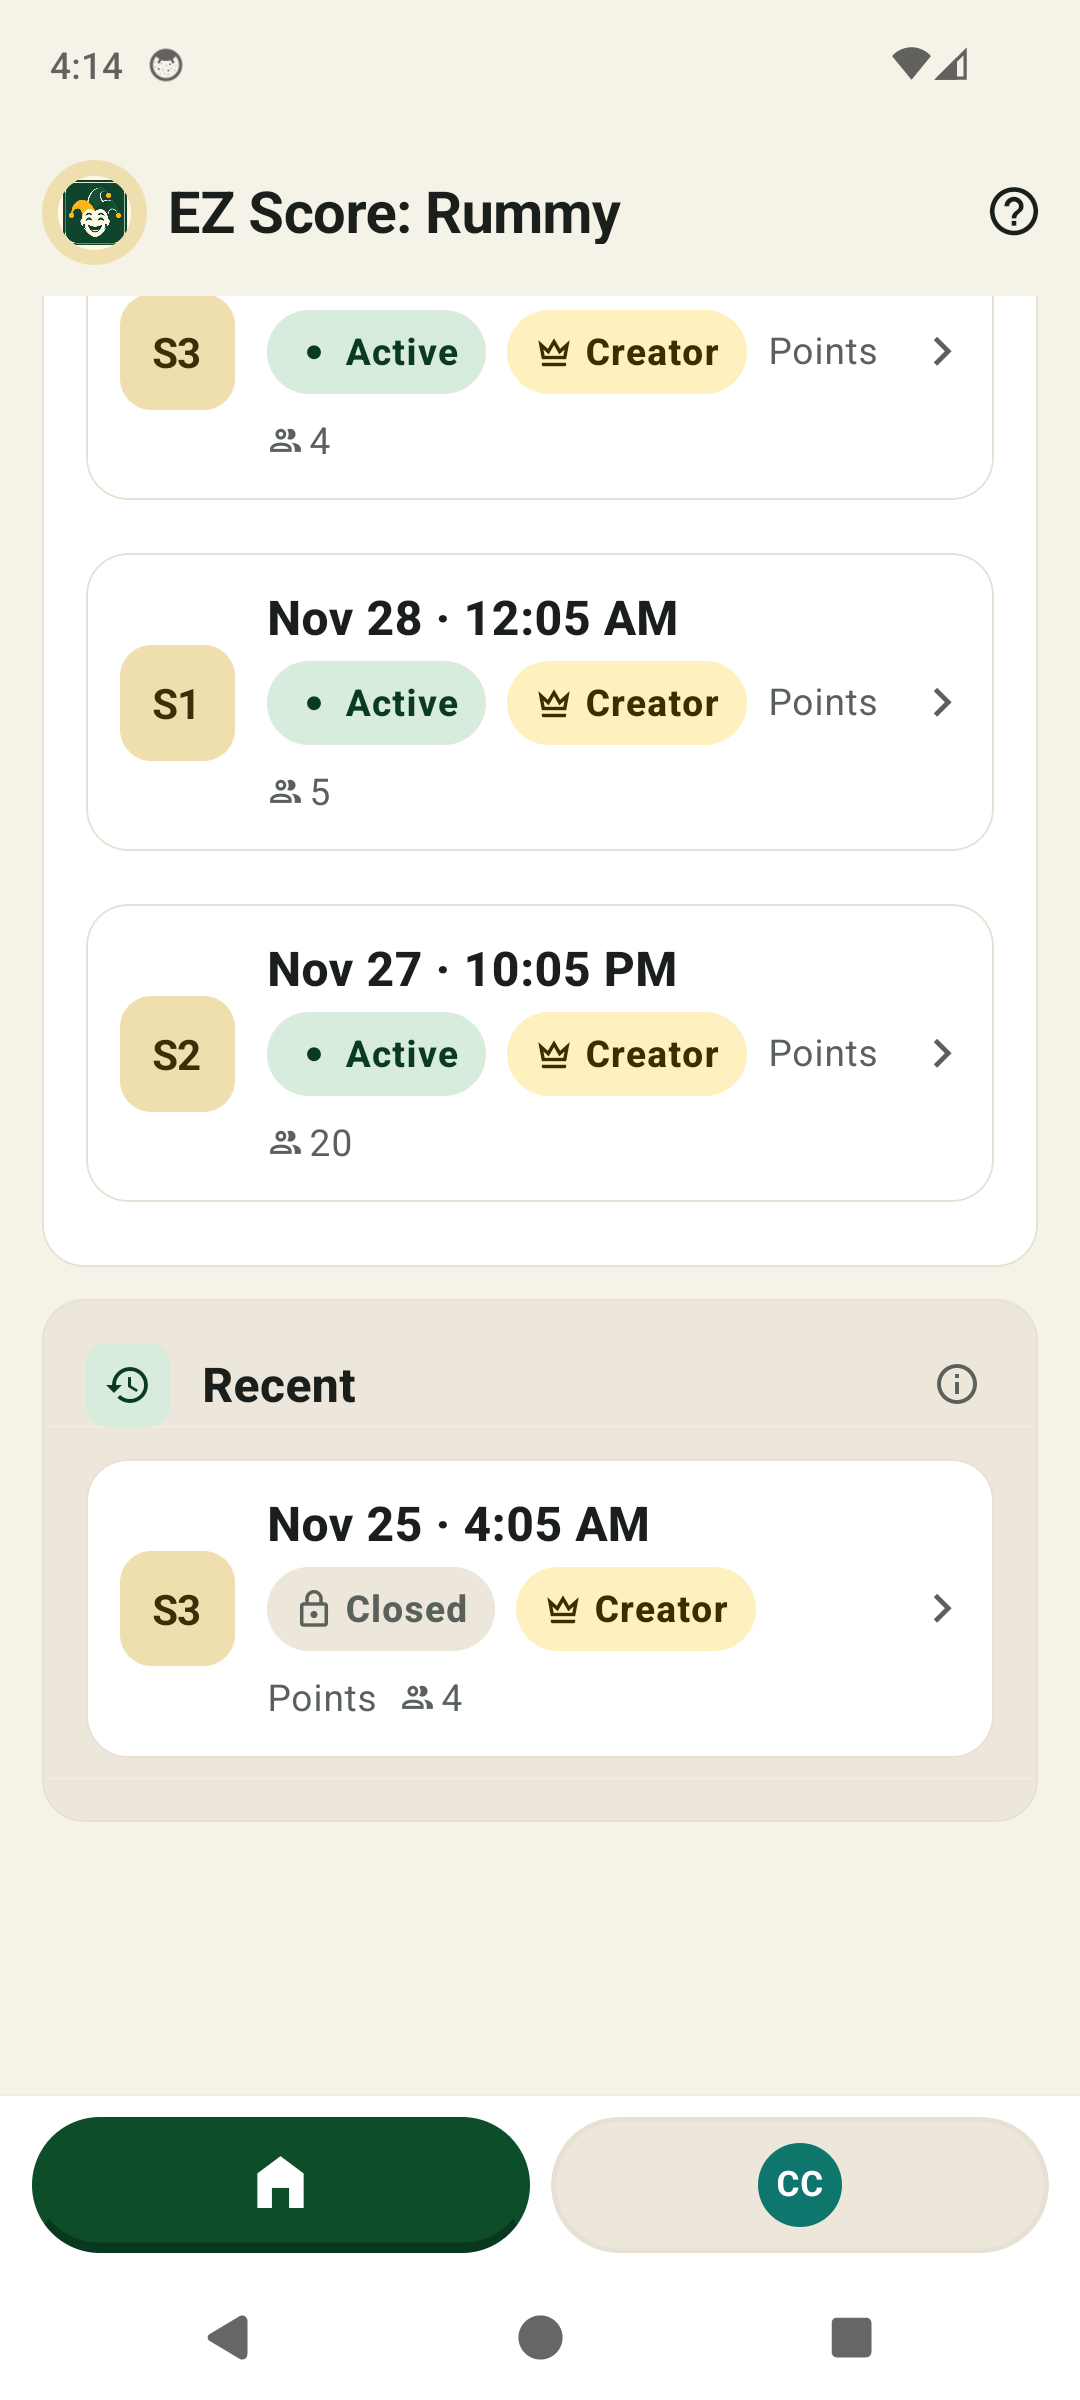 4:14
EZ Score: Rummy
S3
Active
Creator
Points
4
Nov 28 · 12:05 AM
S1
Active
Creator
Points
5
Nov 27 · 10:05 PM
S2
Active
Creator
Points
20
Recent
Nov 25 · 4:05 AM
S3
Closed
Creator
Points
4
CC